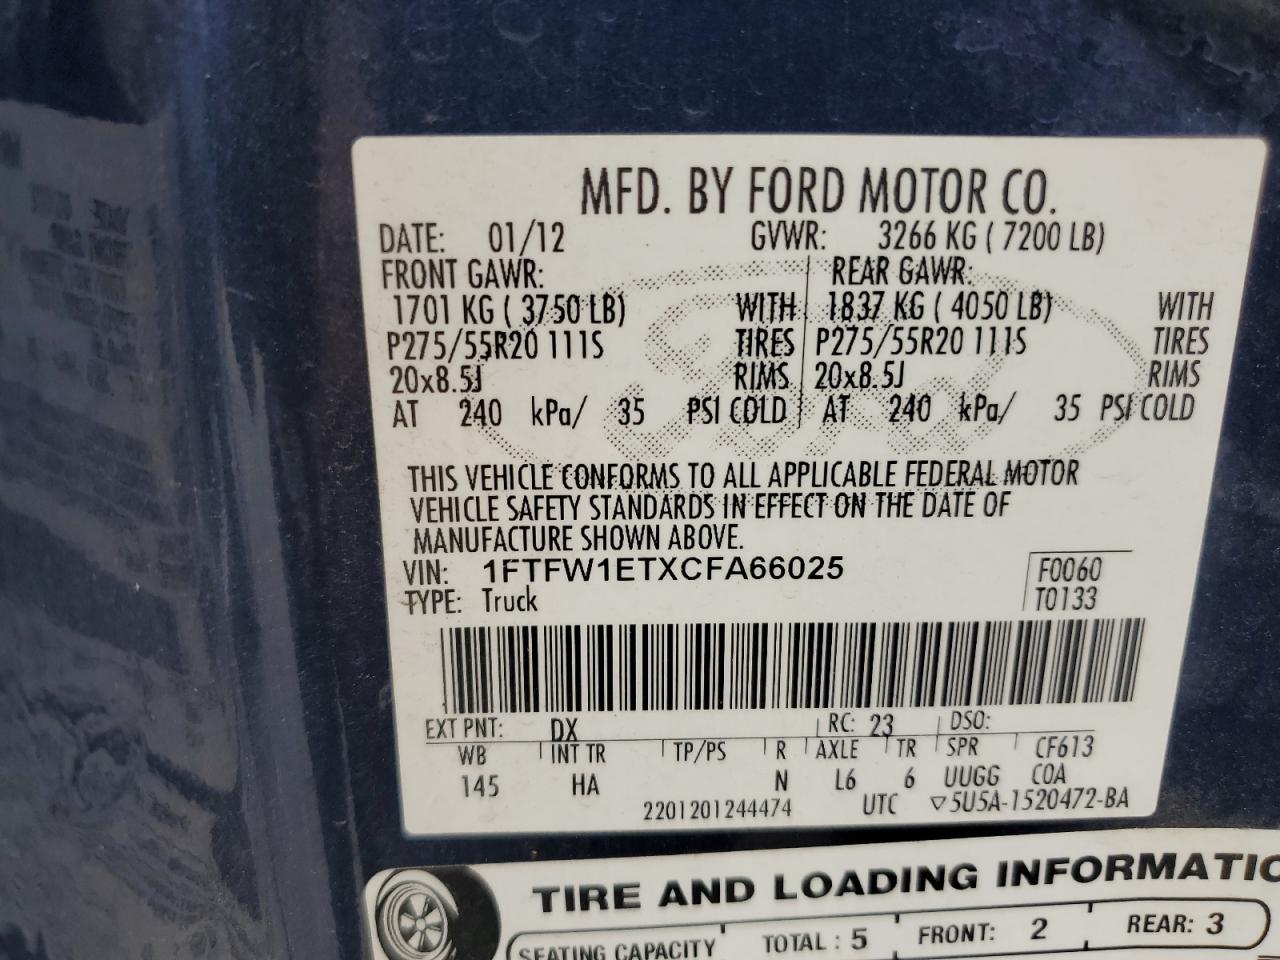 MFD. BY FORD MOTOR CO.
DATE: 01/12 GVWR: 3266 KG ( 7200 LB)
FRONT GAWR: REAR GAWR:
1701 KG ( 3750 LB) WITH 1837 KG ( 4050 LB) WITH
P275/55R20 111S TIRES P275/55R20 111S TIRES
20x8.5J RIMS 20x8.5J RIMS
AT 240 kPa/ 35 PSI COLD AT 240 kPa/ 35 PSI COLD
THIS VEHICLE CONFORMS TO ALL APPLICABLE FEDERAL MOTOR
VEHICLE SAFETY STANDARDS IN EFFECT ON THE DATE OF
MANUFACTURE SHOWN ABOVE.
VIN: 1FTFW1ETXCFA66025 F0060
TYPE: Truck T0133
EXT PNT: DX RC: 23 DSO:
WB INT TR TP/PS R AXLE TR SPR CF613
145 HA N L6 6 UUGG COA
2201201244474 UTC ▽5U5A-1520472-BA
TIRE AND LOADING INFORMATIO
SEATING CAPACITY TOTAL : 5 FRONT: 2 REAR: 3